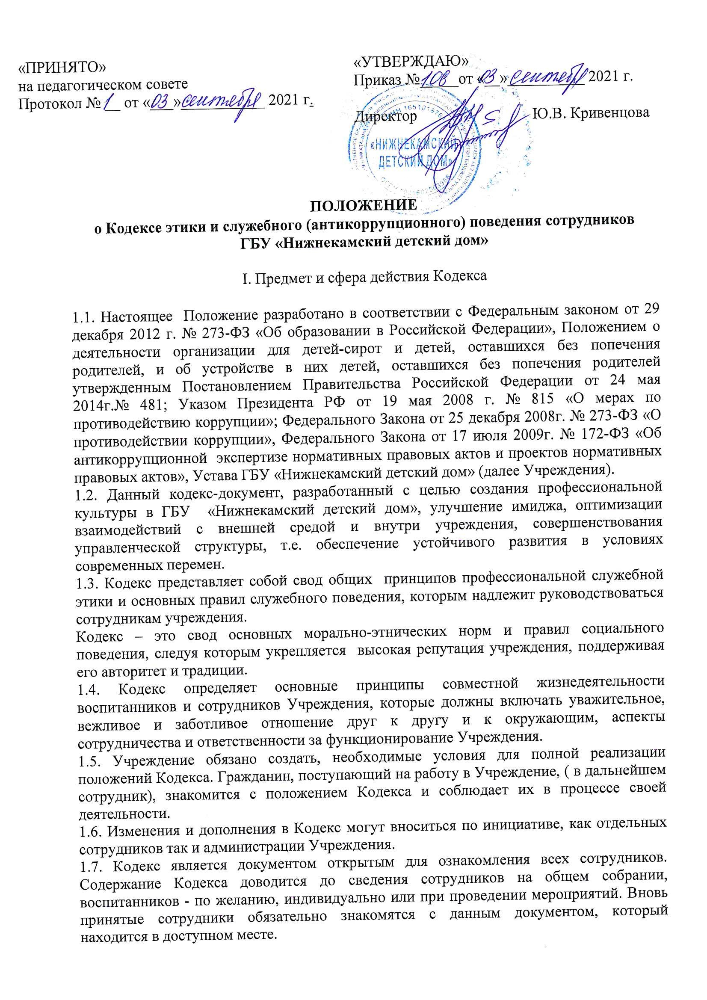 «ПРИНЯТО»
на педагогическом совете
Протокол № 1 от «03» сентября 2021 г.
«УТВЕРЖДАЮ»
Приказ № 106 от «03» сентября 2021 г.
Директор Ю.В. Кривенцова
«НИЖНЕКАМСКИЙ
ДЕТСКИЙ ДОМ»
ПОЛОЖЕНИЕ
о Кодексе этики и служебного (антикоррупционного) поведения сотрудников
ГБУ «Нижнекамский детский дом»
I. Предмет и сфера действия Кодекса
1.1. Настоящее Положение разработано в соответствии с Федеральным законом от 29
декабря 2012 г. № 273-ФЗ «Об образовании в Российской Федерации», Положением о
деятельности организации для детей-сирот и детей, оставшихся без попечения
родителей, и об устройстве в них детей, оставшихся без попечения родителей
утвержденным Постановлением Правительства Российской Федерации от 24 мая
2014г.№ 481; Указом Президента РФ от 19 мая 2008 г. № 815 «О мерах по
противодействию коррупции»; Федерального Закона от 25 декабря 2008г. № 273-ФЗ «О
противодействии коррупции», Федерального Закона от 17 июля 2009г. № 172-ФЗ «Об
антикоррупционной экспертизе нормативных правовых актов и проектов нормативных
правовых актов», Устава ГБУ «Нижнекамский детский дом» (далее Учреждения).
1.2. Данный кодекс-документ, разработанный с целью создания профессиональной
культуры в ГБУ «Нижнекамский детский дом», улучшение имиджа, оптимизации
взаимодействий с внешней средой и внутри учреждения, совершенствования
управленческой структуры, т.е. обеспечение устойчивого развития в условиях
современных перемен.
1.3. Кодекс представляет собой свод общих принципов профессиональной служебной
этики и основных правил служебного поведения, которым надлежит руководствоваться
сотрудникам учреждения.
Кодекс – это свод основных морально-этнических норм и правил социального
поведения, следуя которым укрепляется высокая репутация учреждения, поддерживая
его авторитет и традиции.
1.4. Кодекс определяет основные принципы совместной жизнедеятельности
воспитанников и сотрудников Учреждения, которые должны включать уважительное,
вежливое и заботливое отношение друг к другу и к окружающим, аспекты
сотрудничества и ответственности за функционирование Учреждения.
1.5. Учреждение обязано создать, необходимые условия для полной реализации
положений Кодекса. Гражданин, поступающий на работу в Учреждение, ( в дальнейшем
сотрудник), знакомится с положением Кодекса и соблюдает их в процессе своей
деятельности.
1.6. Изменения и дополнения в Кодекс могут вноситься по инициативе, как отдельных
сотрудников так и администрации Учреждения.
1.7. Кодекс является документом открытым для ознакомления всех сотрудников.
Содержание Кодекса доводится до сведения сотрудников на общем собрании,
воспитанников - по желанию, индивидуально или при проведении мероприятий. Вновь
принятые сотрудники обязательно знакомятся с данным документом, который
находится в доступном месте.